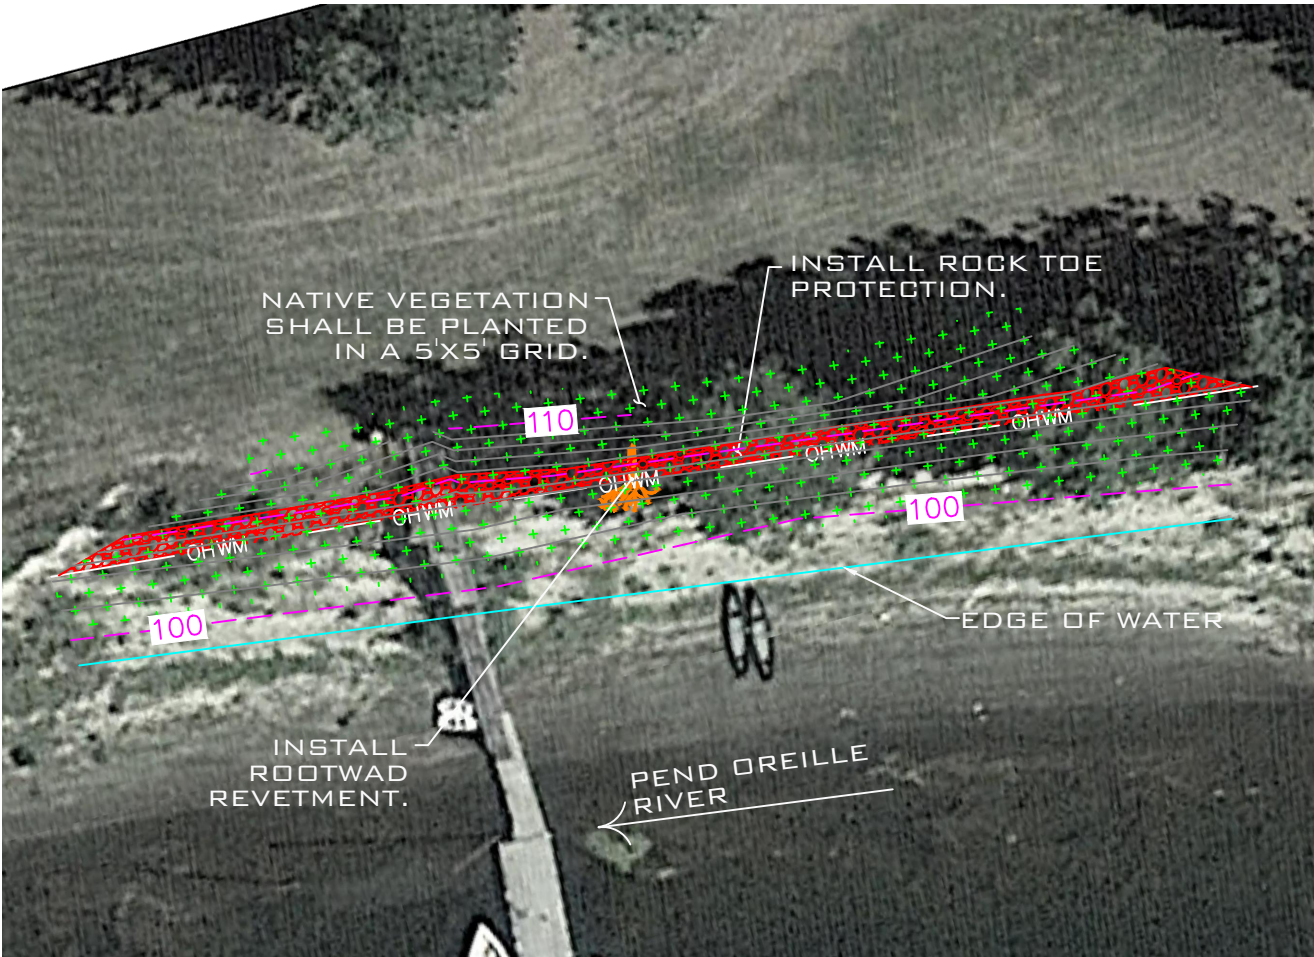 INSTALL ROCK TOE
PROTECTION.
NATIVE VEGETATION
SHALL BE PLANTED
IN A 5'X5' GRID.
110
OHWM
OHWM
OHWM
OHWM
OHWM
100
100
EDGE OF WATER
INSTALL
ROOTWAD
REVETMENT.
PEND OREILLE
RIVER